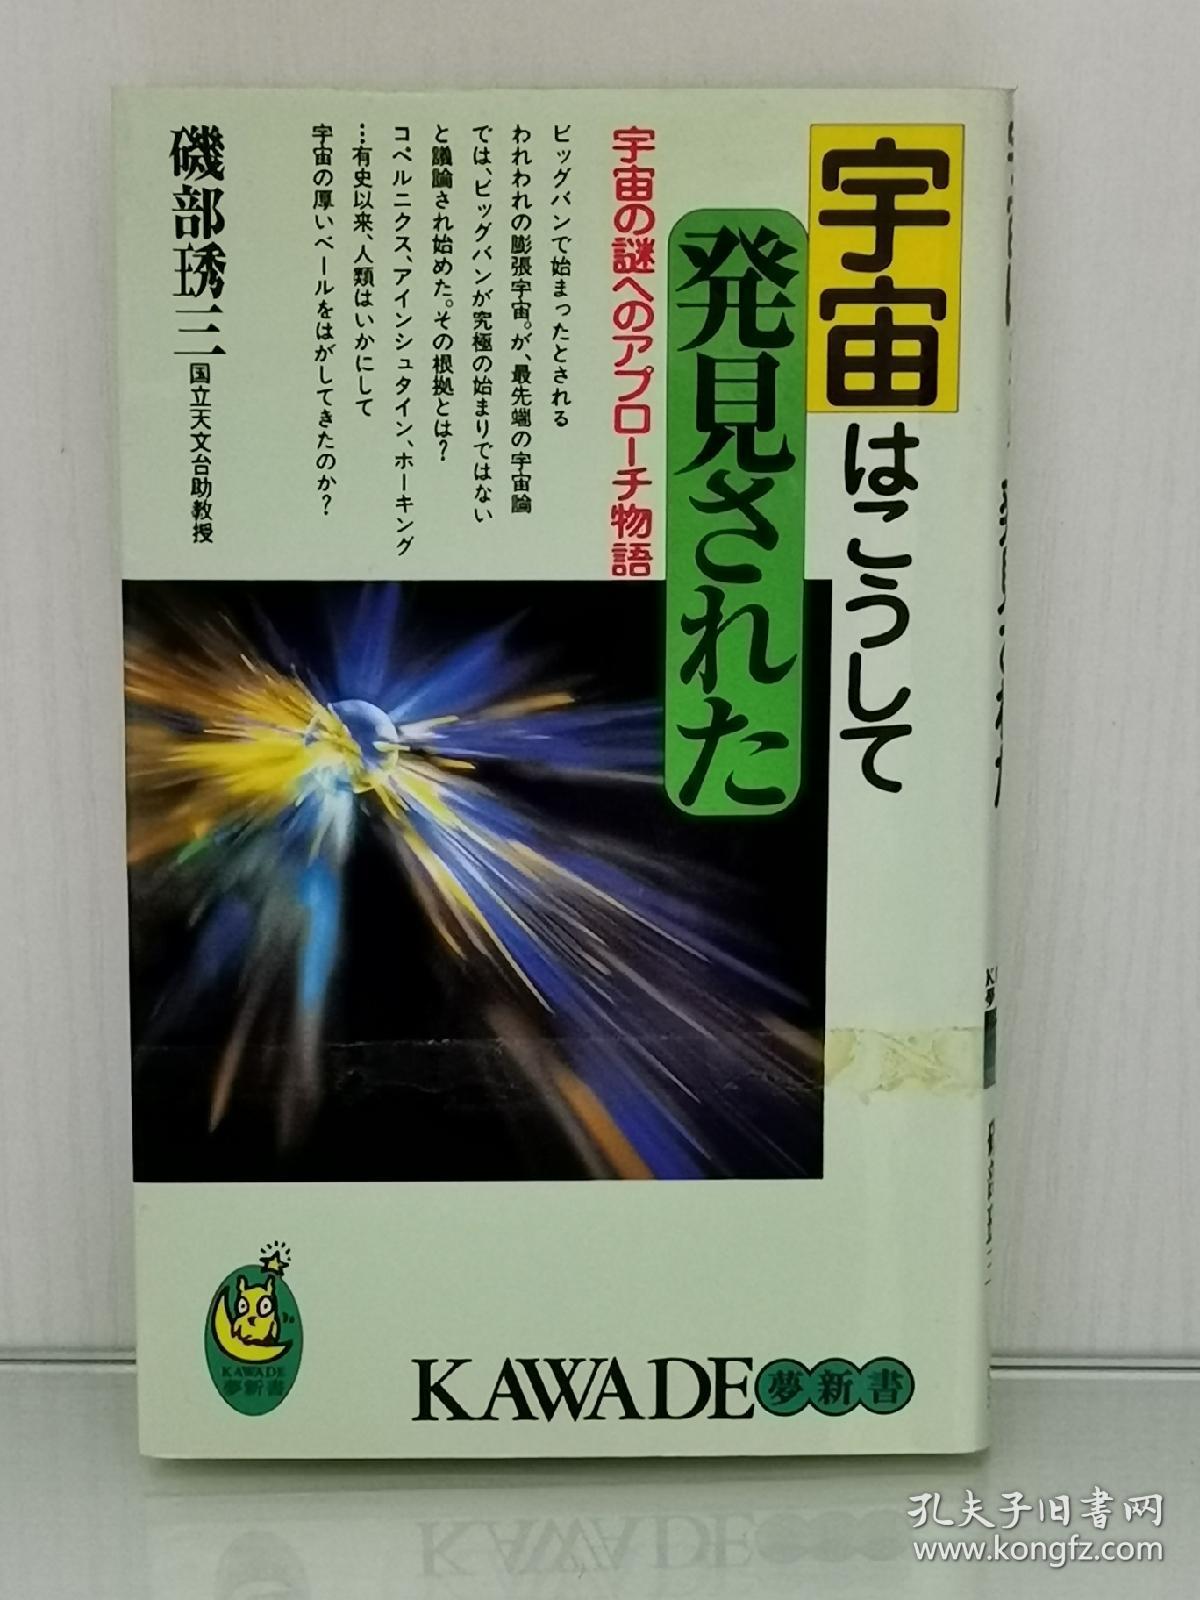 宇宙はこうして
発見された
宇宙の謎へのアプローチ物語
ビッグバンで始まったとされる
われわれの膨張宇宙。が、最先端の宇宙論
では、ビッグバンが究極の始まりではない
と議論され始めた。その根拠とは?
コペルニクス、アインシュタイン、ホーキング
…有史以来、人類はいかにして
宇宙の厚いベールをはがしてきたのか?
磯部琇三 国立天文台助教授
KAWADE
夢新書
KAWADE夢新書
孔夫子旧书网
www.kongfz.com